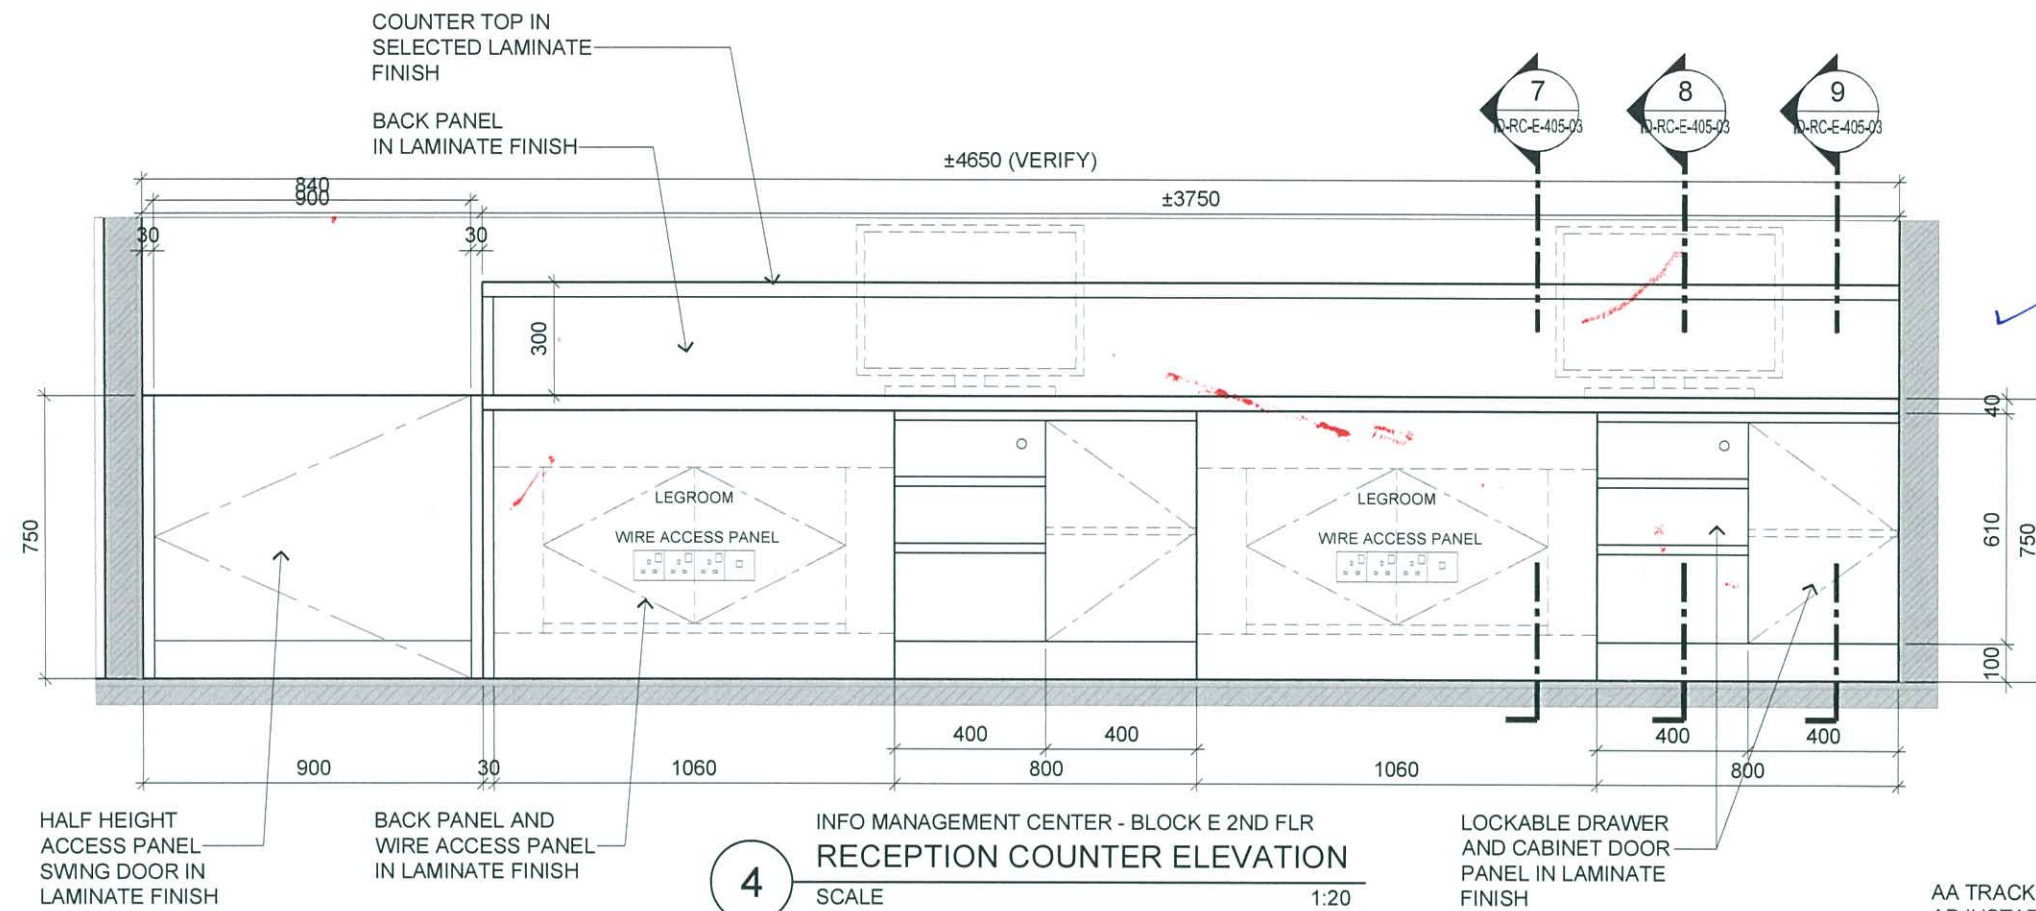 COUNTER TOP IN
SELECTED LAMINATE
FINISH
BACK PANEL
IN LAMINATE FINISH
7
ID-RC-E-405-03
8
ID-RC-E-405-03
9
ID-RC-E-405-03
±4650 (VERIFY)
840
900
±3750
30
30
300
750
40
610
750
100
LEGROOM
WIRE ACCESS PANEL
LEGROOM
WIRE ACCESS PANEL
400
400
400
400
900
30
1060
800
1060
800
HALF HEIGHT
ACCESS PANEL
SWING DOOR IN
LAMINATE FINISH
BACK PANEL AND
WIRE ACCESS PANEL
IN LAMINATE FINISH
4
INFO MANAGEMENT CENTER - BLOCK E 2ND FLR
RECEPTION COUNTER ELEVATION
SCALE 1:20
LOCKABLE DRAWER
AND CABINET DOOR
PANEL IN LAMINATE
FINISH
AA TRACK